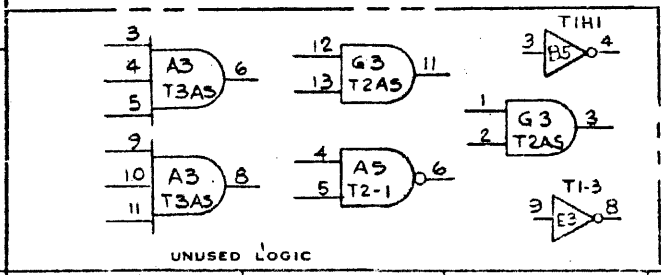 3
4
5
A3
T3AS
6
12
13
G3
T2AS
11
T1H1
3
B5
4
1
2
G3
T2AS
3
9
10
11
A3
T3AS
8
4
5
A5
T2-1
6
T1-3
9
E3
8
UNUSED LOGIC